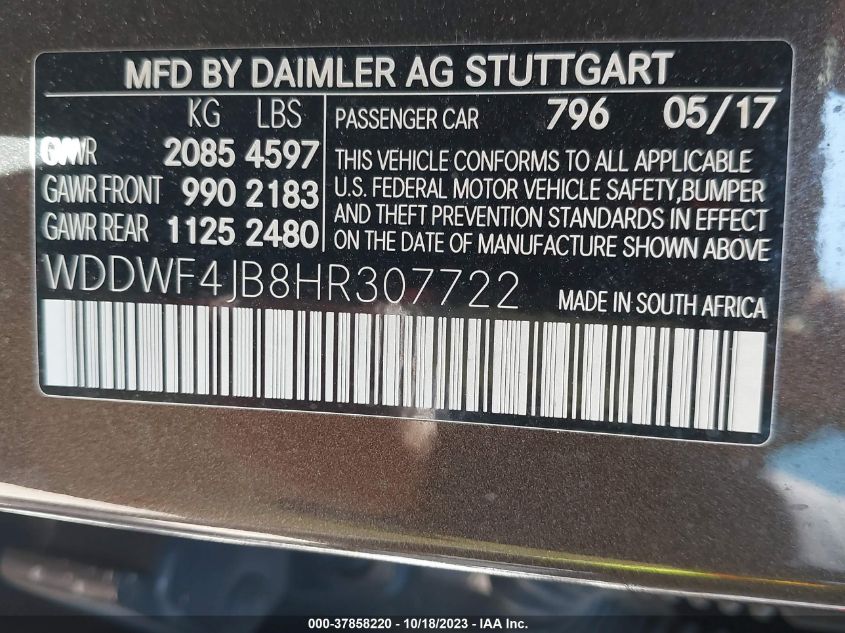 MFD BY DAIMLER AG STUTTGART
KG LBS
GAWR 2085 4597
GAWR FRONT 990 2183
GAWR REAR 1125 2480
PASSENGER CAR 796 05/17
THIS VEHICLE CONFORMS TO ALL APPLICABLE
U.S. FEDERAL MOTOR VEHICLE SAFETY,BUMPER
AND THEFT PREVENTION STANDARDS IN EFFECT
ON THE DATE OF MANUFACTURE SHOWN ABOVE
WDDWF4JB8HR307722
MADE IN SOUTH AFRICA
000-37858220 - 10/18/2023 - IAA Inc.